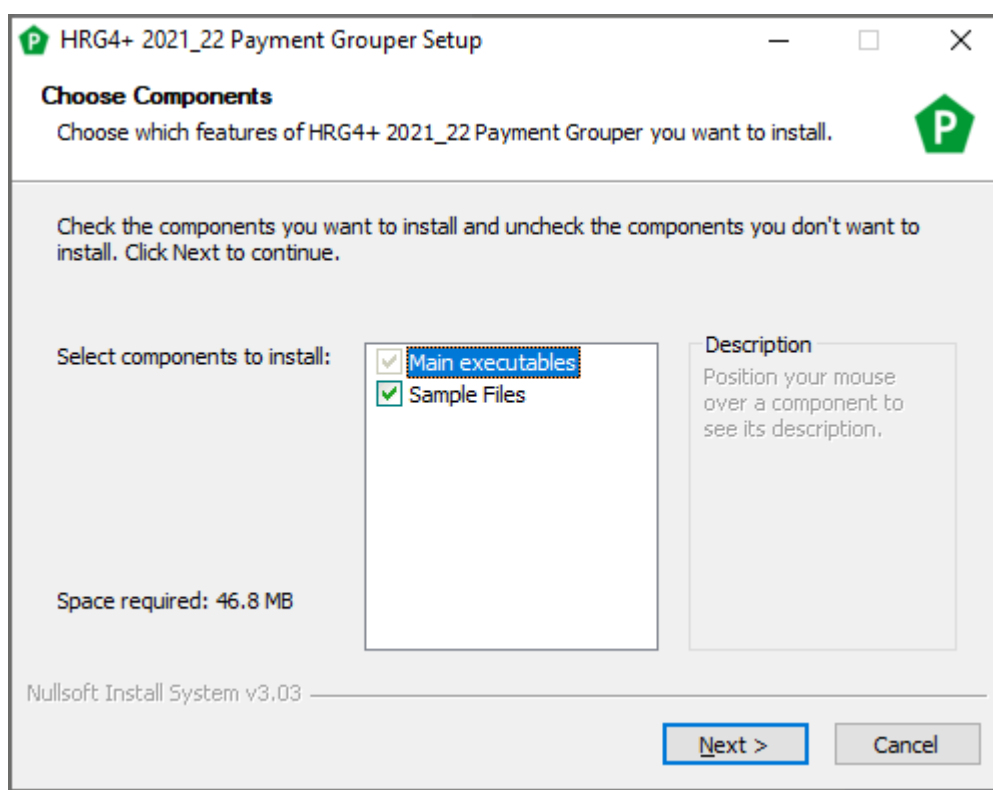 P HRG4+ 2021_22 Payment Grouper Setup
Choose Components
Choose which features of HRG4+ 2021_22 Payment Grouper you want to install.
P
Check the components you want to install and uncheck the components you don't want to
install. Click Next to continue.
Select components to install:
Main executables
Sample Files
Description
Position your mouse
over a component to
see its description.
Space required: 46.8 MB
Nullsoft Install System v3.03
Next >
Cancel